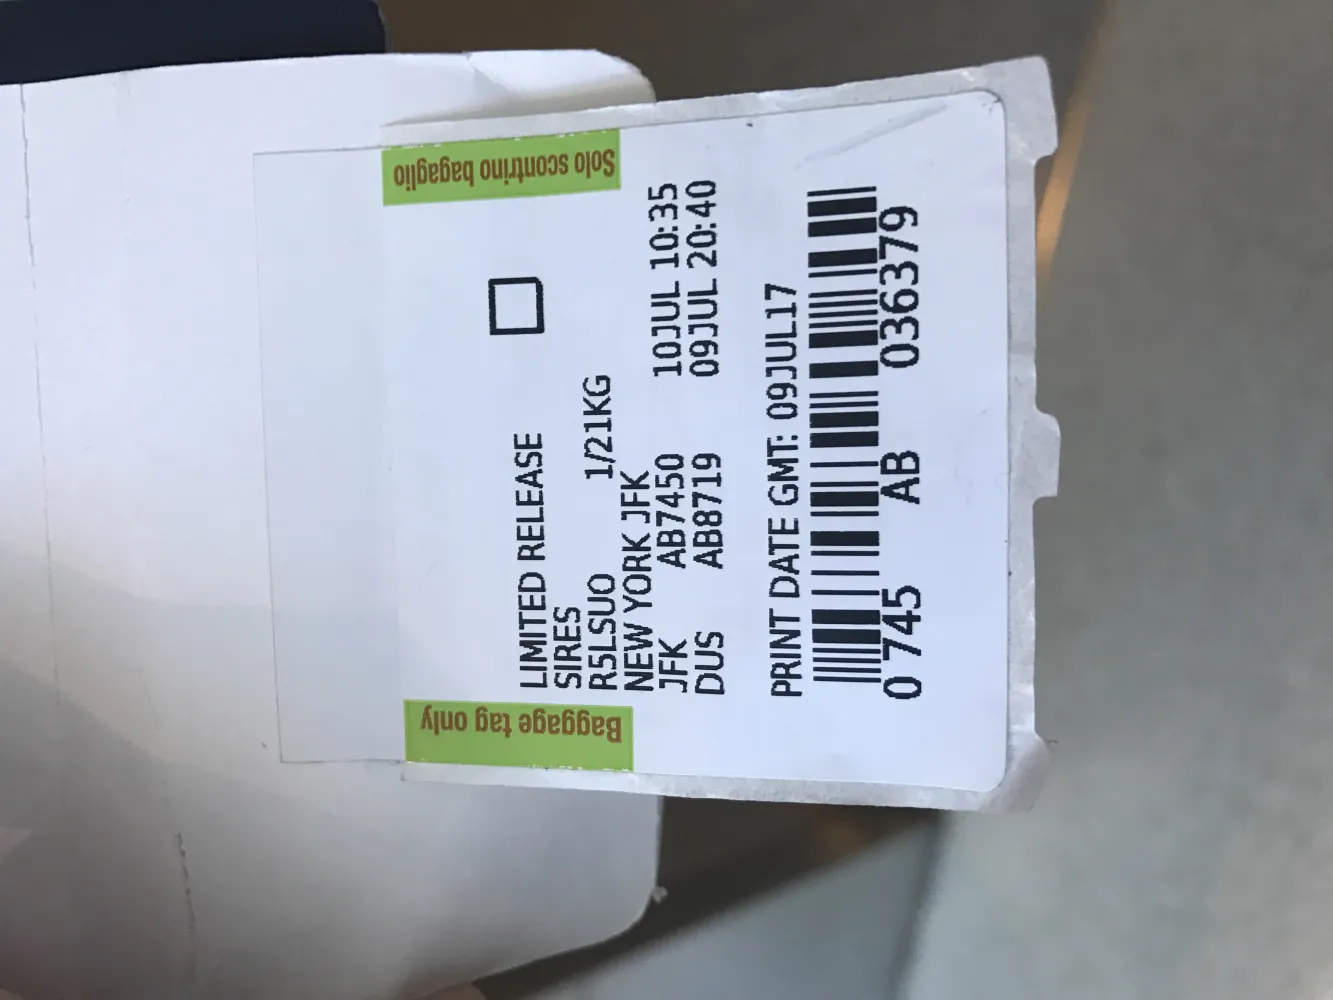 Solo scontrino bagaglio
Baggage tag only
LIMITED RELEASE
SIRES
R5LSUO 1/21KG
NEW YORK JFK
JFK AB7450 10JUL 10:35
DUS AB8719 09JUL 20:40
PRINT DATE GMT: 09JUL17
0 745 AB 036379